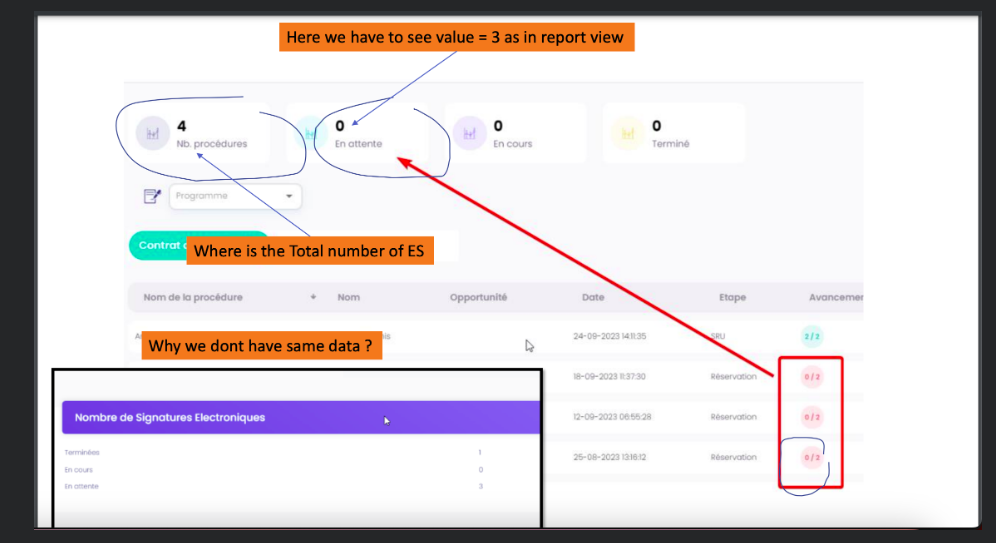 Here we have to see value = 3 as in report view
4
Nb. procédures
0
En attente
0
En cours
0
Terminé
Programme
Contrat
Where is the Total number of ES
Nom de la procédure Nom Opportunité Date Etape Avancemer
24-09-2023 14:11:35 SRU 2/2
Why we dont have same data ?
18-09-2023 11:37:30 Réservation 0/2
12-09-2023 06:55:28 Réservation 0/2
25-08-2023 13:16:12 Réservation 0/2
Nombre de Signatures Electroniques
Terminées 1
En cours 0
En attente 3